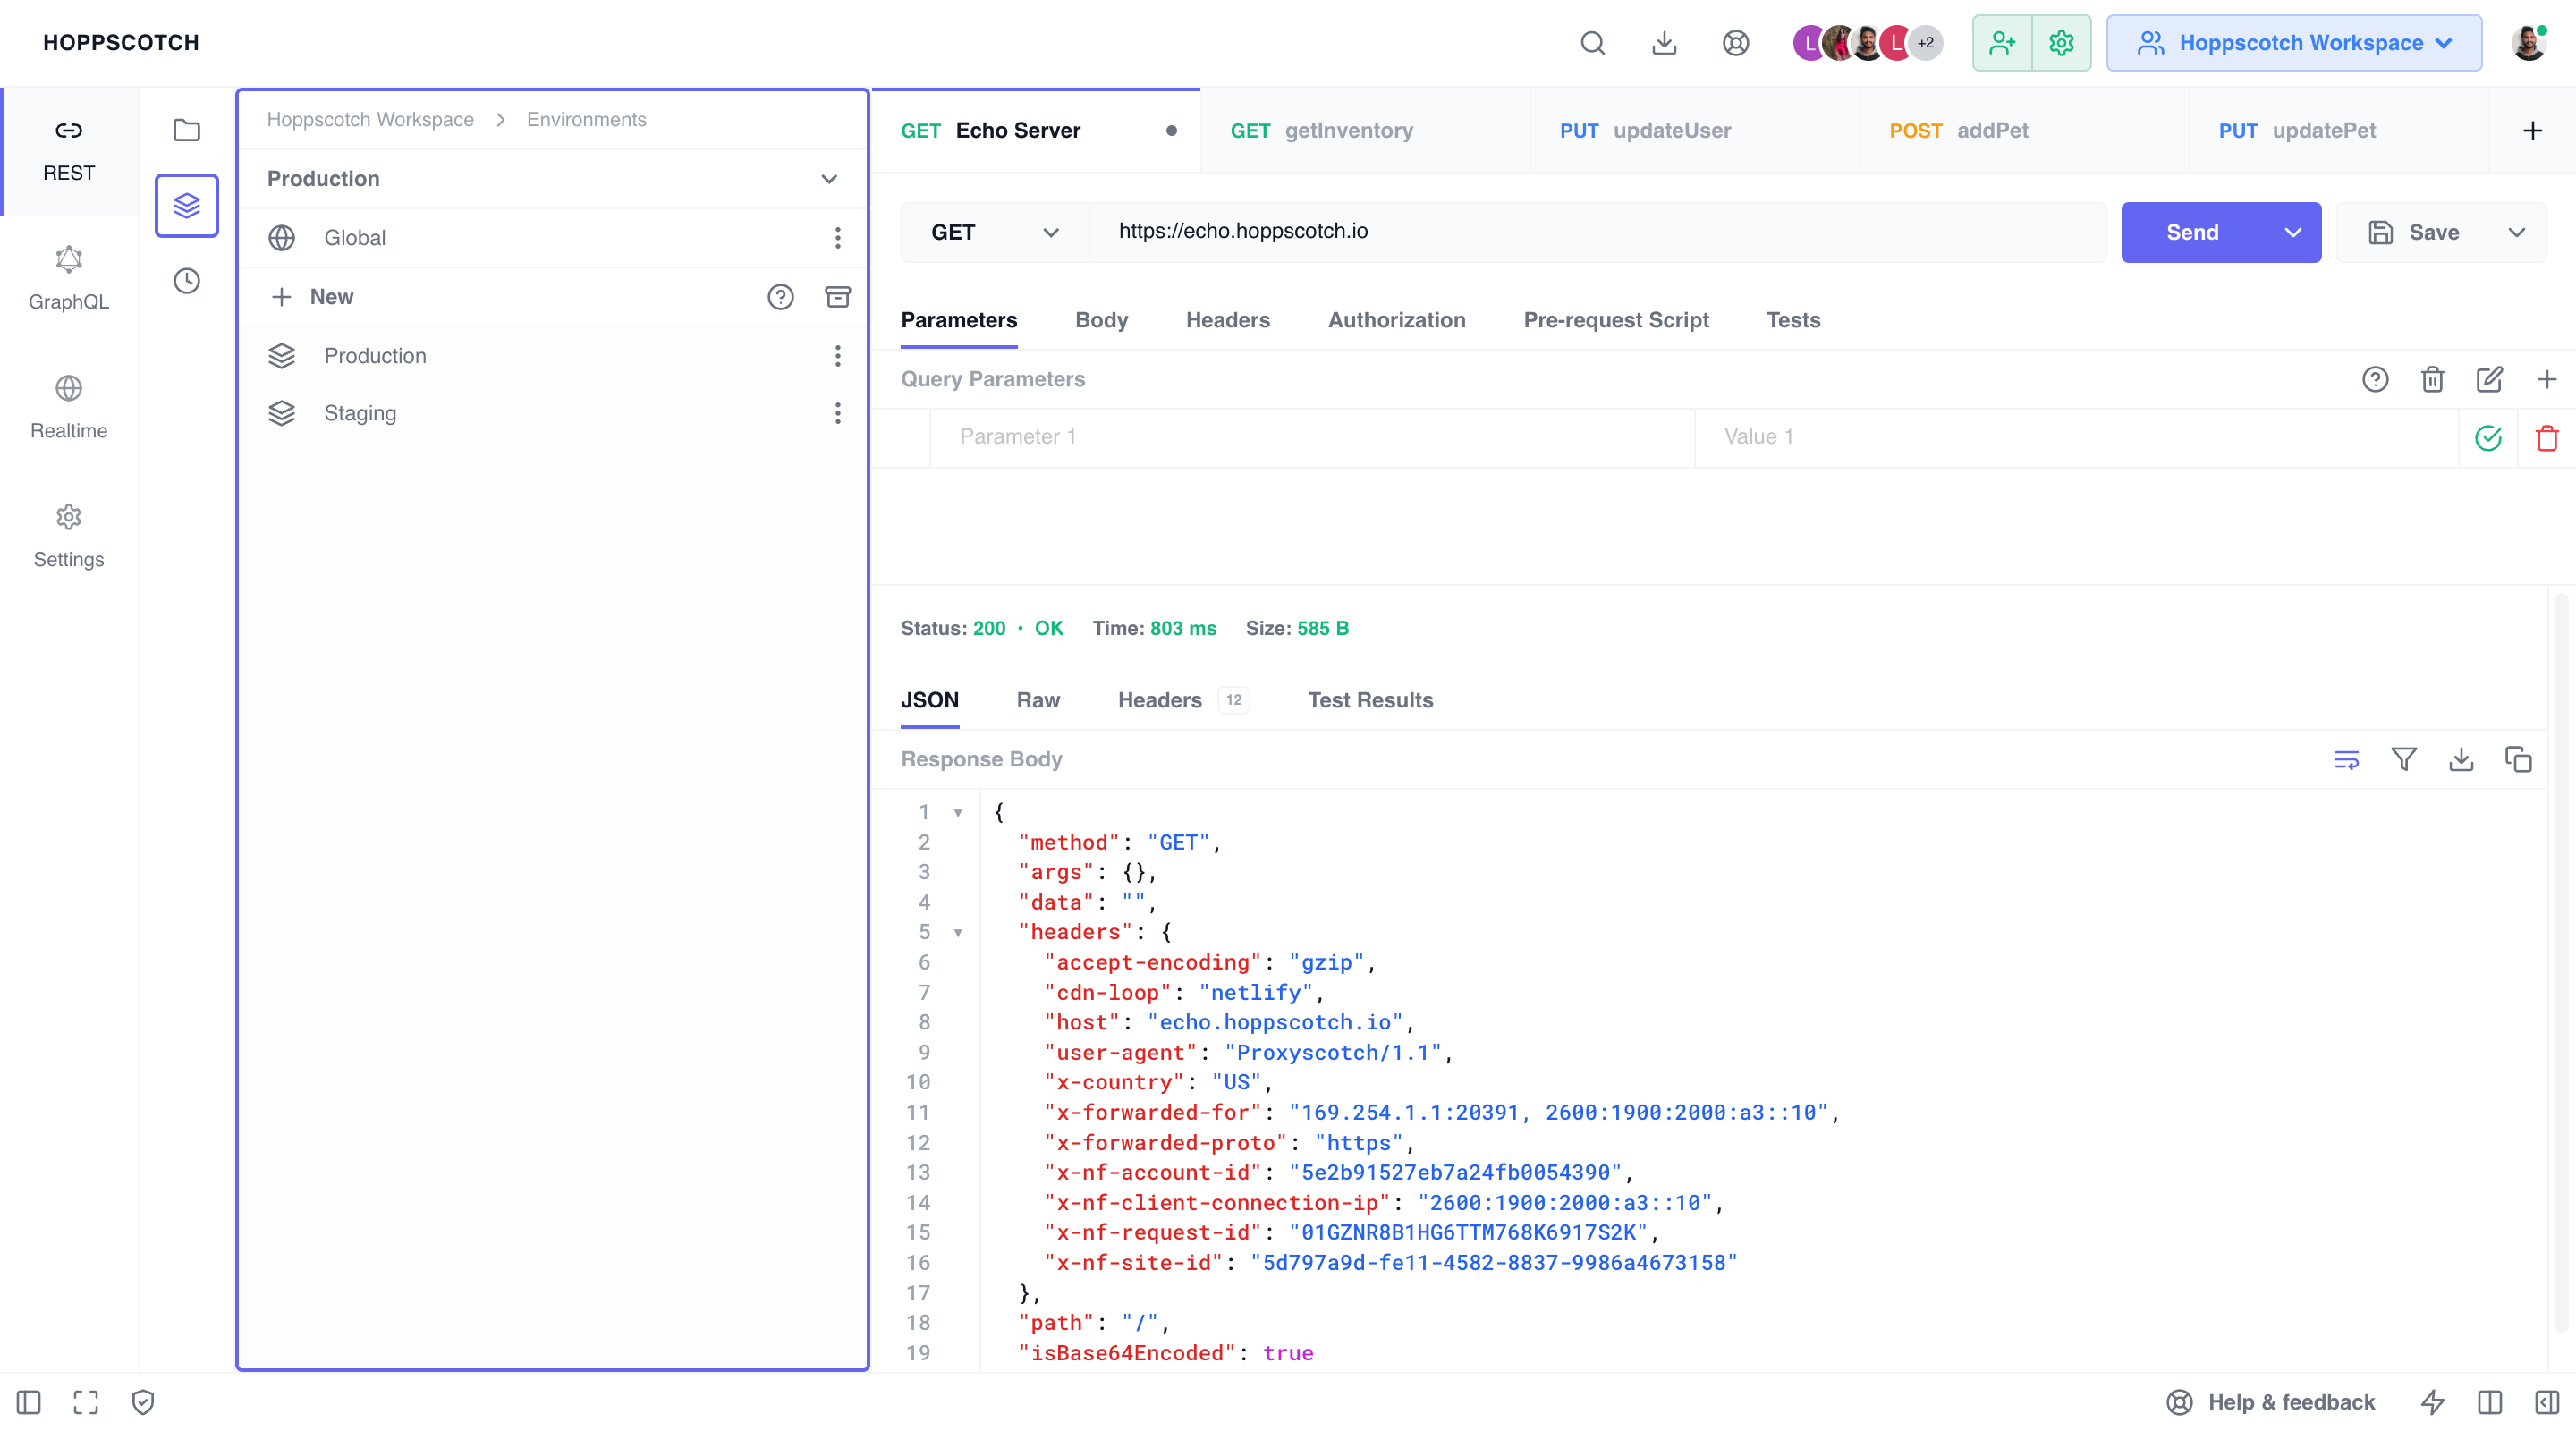 HOPPSCOTCH
L
L
+2
Hoppscotch Workspace
REST
GraphQL
Realtime
Settings
Hoppscotch Workspace > Environments
Production
Global
New
Production
Staging
GET Echo Server
GET getInventory
PUT updateUser
POST addPet
PUT updatePet
GET
https://echo.hoppscotch.io
Send
Save
Parameters Body Headers Authorization Pre-request Script Tests
Query Parameters
Parameter 1 Value 1
Status: 200 • OK Time: 803 ms Size: 585 B
JSON Raw Headers 12 Test Results
Response Body
1 {
2 "method": "GET",
3 "args": {},
4 "data": "",
5 "headers": {
6 "accept-encoding": "gzip",
7 "cdn-loop": "netlify",
8 "host": "echo.hoppscotch.io",
9 "user-agent": "Proxyscotch/1.1",
10 "x-country": "US",
11 "x-forwarded-for": "169.254.1.1:20391, 2600:1900:2000:a3::10",
12 "x-forwarded-proto": "https",
13 "x-nf-account-id": "5e2b91527eb7a24fb0054390",
14 "x-nf-client-connection-ip": "2600:1900:2000:a3::10",
15 "x-nf-request-id": "01GZNR8B1HG6TTM768K6917S2K",
16 "x-nf-site-id": "5d797a9d-fe11-4582-8837-9986a4673158"
17 },
18 "path": "/",
19 "isBase64Encoded": true
Help & feedback